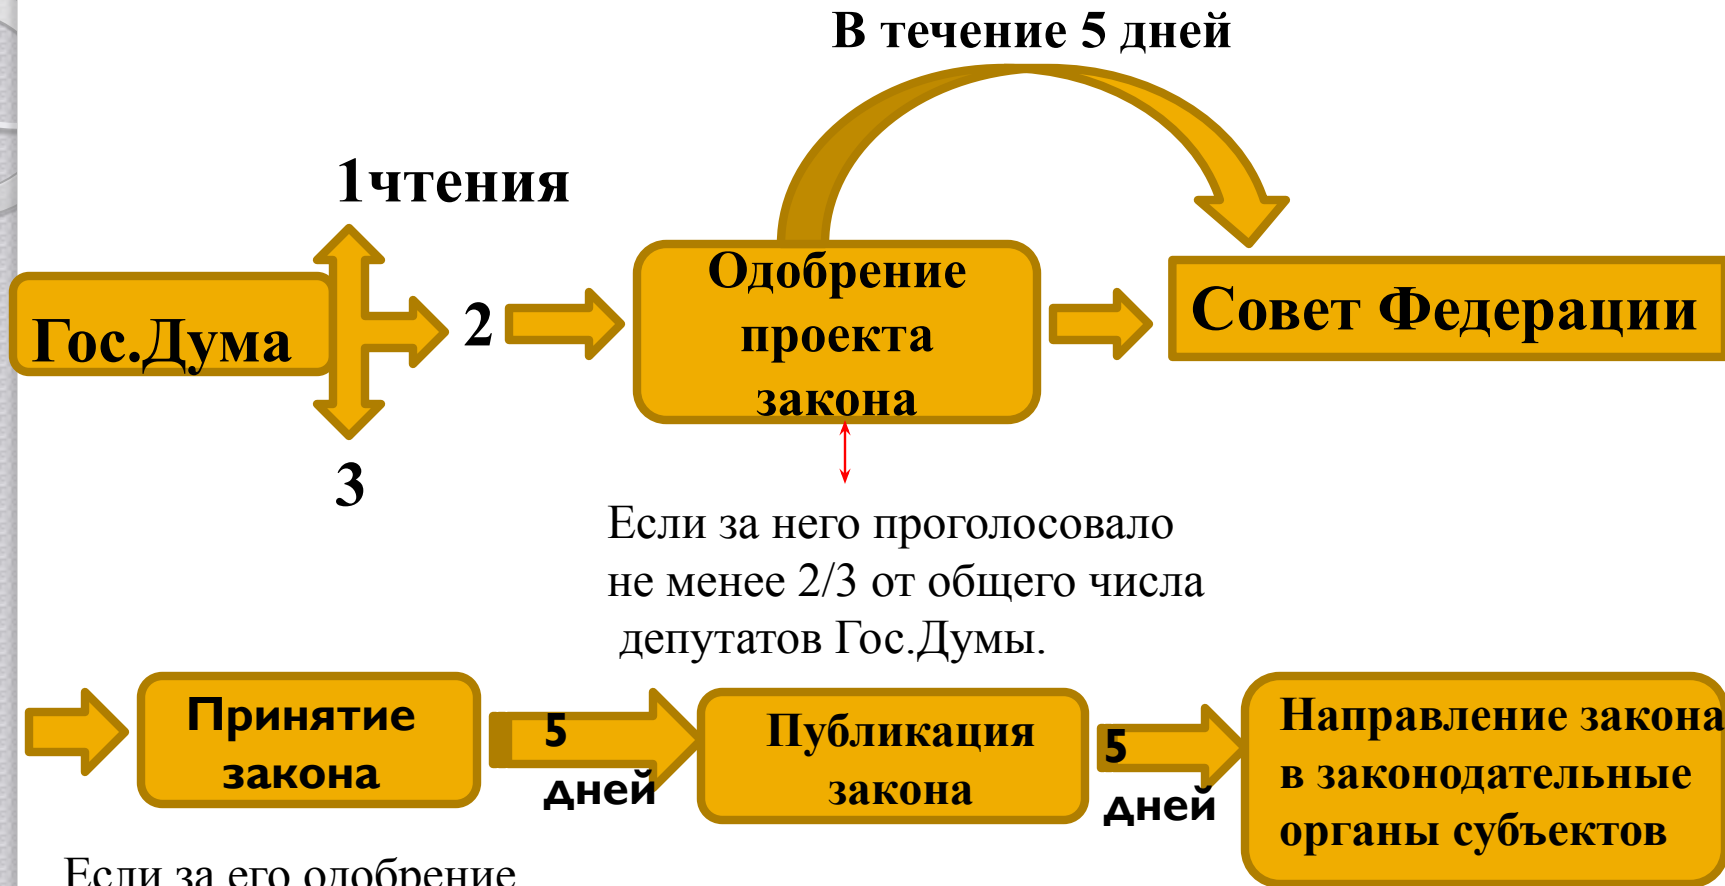 В течение 5 дней
1чтения
Гос.Дума
2
3
Одобрение
проекта
закона
Совет Федерации
Если за него проголосовало
не менее 2/3 от общего числа
депутатов Гос.Думы.
Принятие
закона
5
дней
Публикация
закона
5
дней
Направление закона
в законодательные
органы субъектов
Если за его одобрение